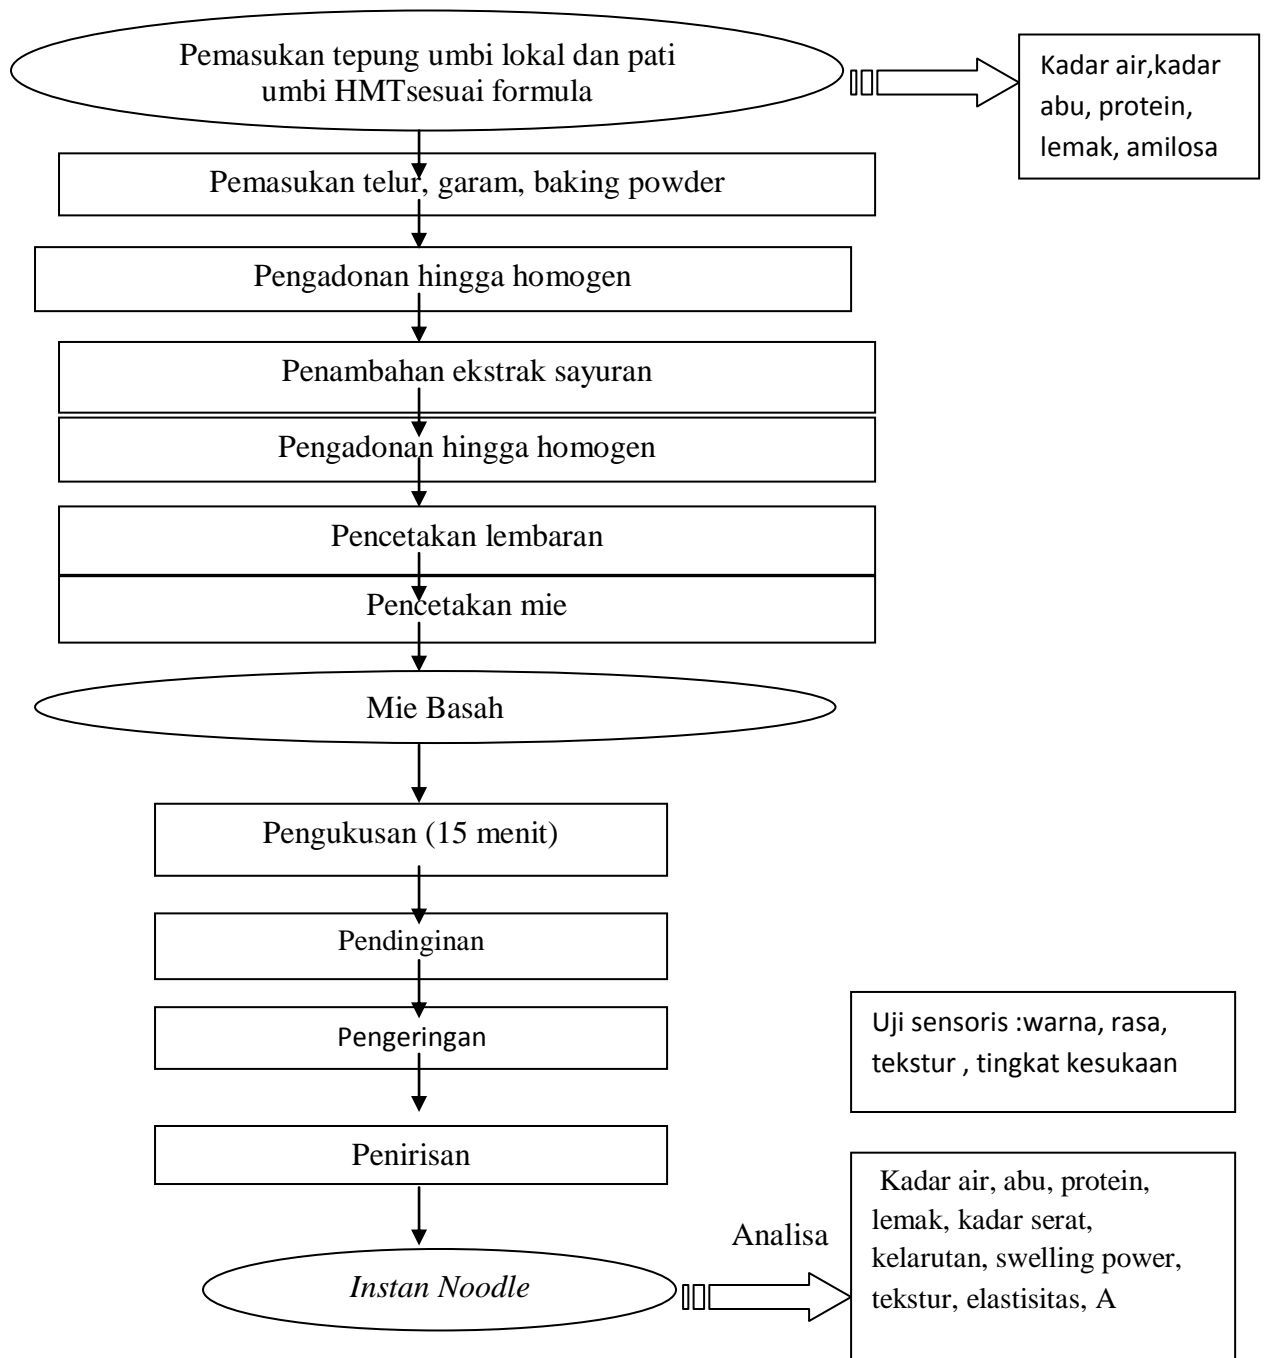 Pemasukan tepung umbi lokal dan pati
umbi HMTsesuai formula
Kadar air,kadar
abu, protein,
lemak, amilosa
Pemasukan telur, garam, baking powder
Pengadonan hingga homogen
Penambahan ekstrak sayuran
Pengadonan hingga homogen
Pencetakan lembaran
Pencetakan mie
Mie Basah
Pengukusan (15 menit)
Pendinginan
Pengeringan
Uji sensoris :warna, rasa,
tekstur , tingkat kesukaan
Penirisan
Instan Noodle
Analisa
Kadar air, abu, protein,
lemak, kadar serat,
kelarutan, swelling power,
tekstur, elastisitas, A